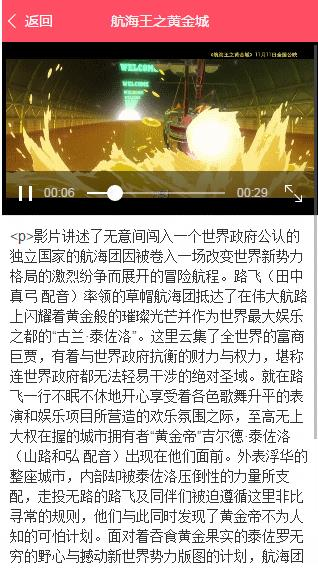 返回
航海王之黄金城
《航海王之黄金城》11月11日全国公映
WELCOME
WELCOME
WELCOME
00:06
00:29
<p>影片讲述了无意间闯入一个世界政府公认的
独立国家的航海团因被卷入一场改变世界新势力
格局的激烈纷争而展开的冒险航程。路飞（田中
真弓 配音）率领的草帽航海团抵达了在伟大航路
上闪耀着黄金般的璀璨光芒并作为世界最大娱乐
之都的“古兰·泰佐洛”。这里云集了全世界的富商
巨贾，有着与世界政府抗衡的财力与权力，堪称
连世界政府都无法轻易干涉的绝对圣域。就在路
飞一行不眠不休地开心享受着各色歌舞升平的表
演和娱乐项目所营造的欢乐氛围之际，至高无上
大权在握的城市拥有者“黄金帝”吉尔德·泰佐洛
（山路和弘 配音）出现在他们面前。外表浮华的
整座城市，内部却被泰佐洛压倒性的力量所支
配，走投无路的路飞及同伴们被迫遵循这里非比
寻常的规则，他们与此同时发现了黄金帝不为人
知的可怕计划。面对着吞食黄金果实的泰佐罗无
穷的野心与撼动新世界势力版图的计划，航海团